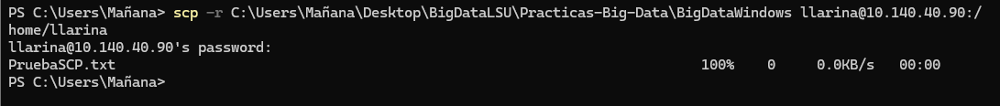 PS C:\Users\Mañana> scp -r C:\Users\Mañana\Desktop\BigDataLSU\Practicas-Big-Data\BigDataWindows llarina@10.140.40.90:/
home/llarina
llarina@10.140.40.90's password:
PruebaSCP.txt 100% 0 0.0KB/s 00:00
PS C:\Users\Mañana>